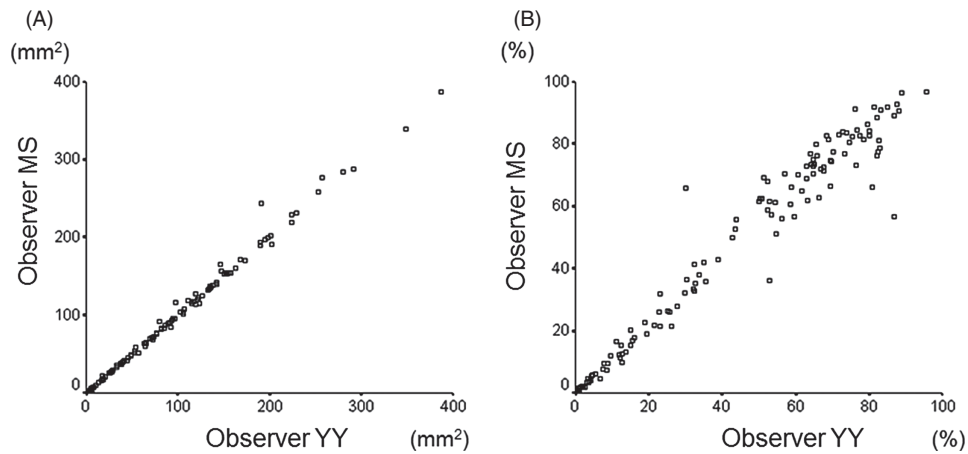 (A)
(mm²)
400
300
200
100
0
0 100 200 300 400
Observer MS
Observer YY (mm²)
(B)
(%)
100
80
60
40
20
0
0 20 40 60 80 100
Observer MS
Observer YY (%)